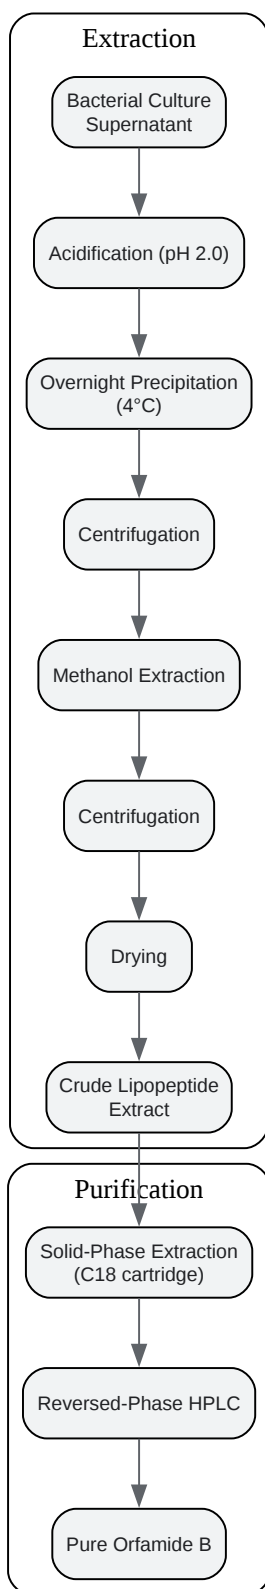 Extraction
Bacterial Culture
Supernatant
Acidification (pH 2.0)
Overnight Precipitation
(4°C)
Centrifugation
Methanol Extraction
Centrifugation
Drying
Crude Lipopeptide
Extract
Purification
Solid-Phase Extraction
(C18 cartridge)
Reversed-Phase HPLC
Pure Orfamide B